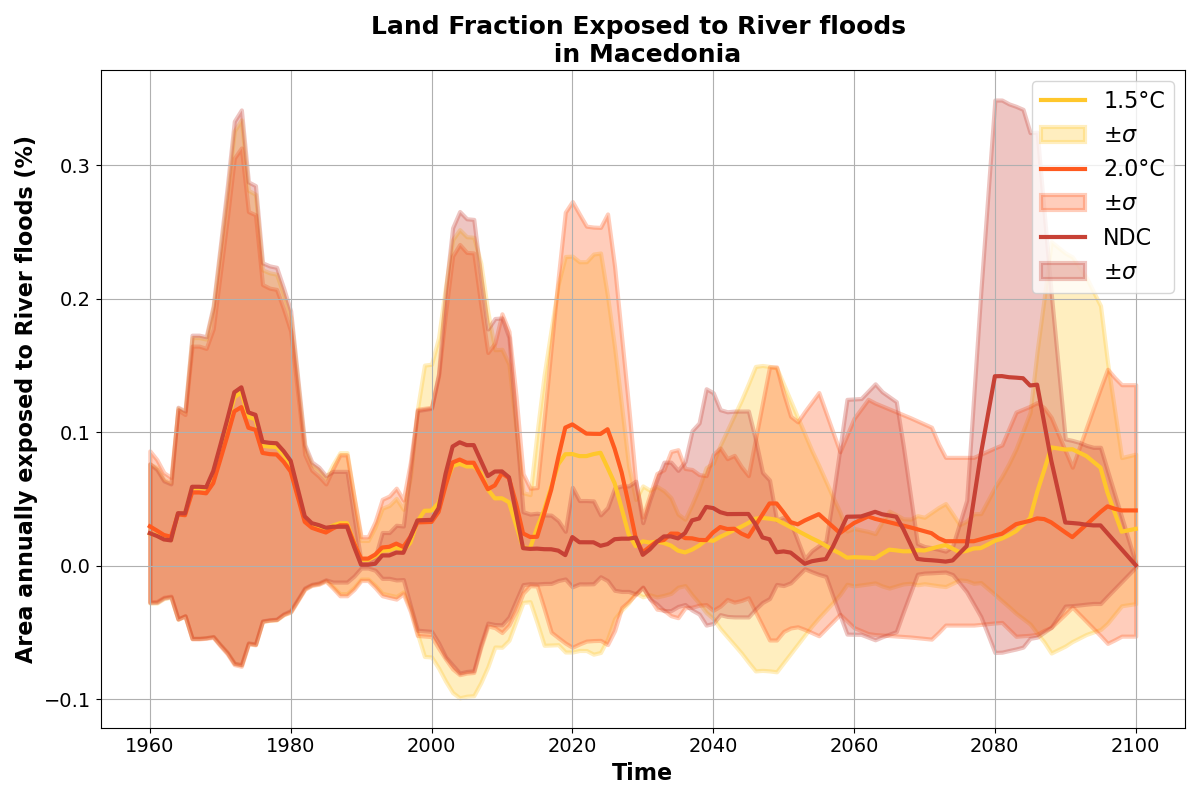 Land Fraction Exposed to River floods
in Macedonia
Area annually exposed to River floods (%)
0.3
0.2
0.1
0.0
−0.1
1960
1980
2000
2020
2040
2060
2080
2100
Time
1.5°C
±σ
2.0°C
±σ
NDC
±σ